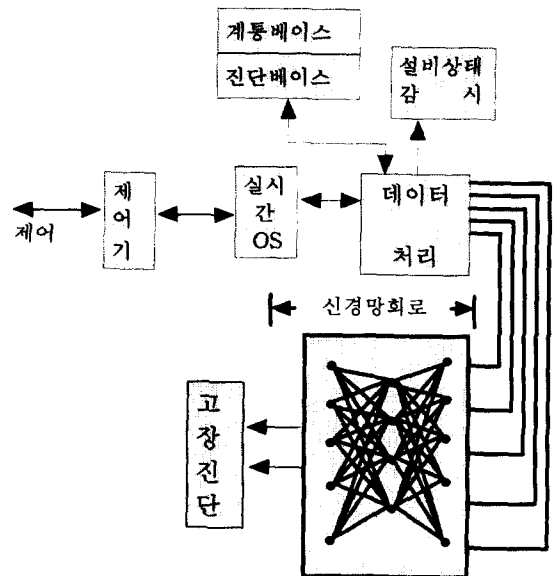 계통베이스
진단베이스
설비상태
감 시
제
어
기
실시
간
OS
데이터
처리
제어
신경망회로
고
장
진
단